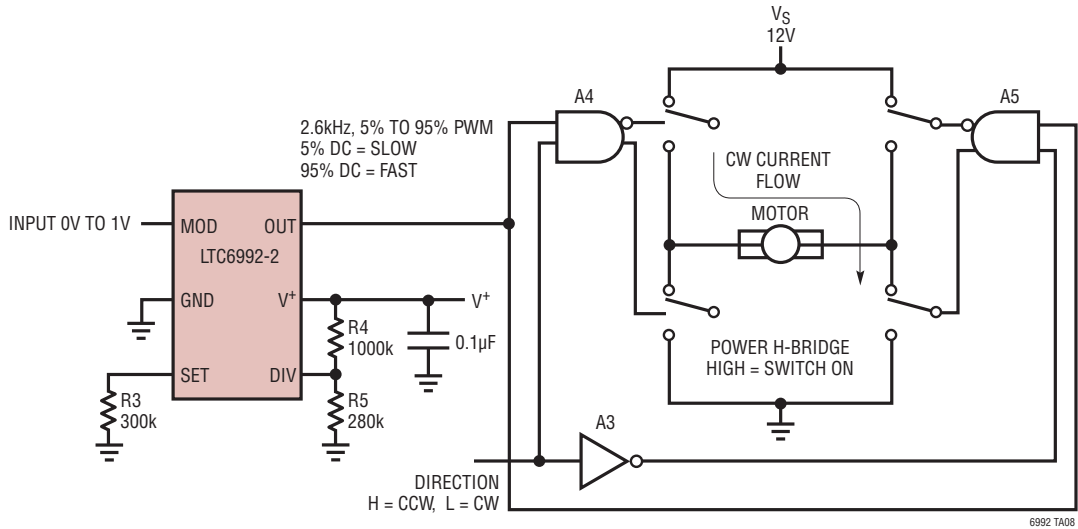 VS
12V
A4
A5
2.6kHz, 5% TO 95% PWM
5% DC = SLOW
95% DC = FAST
CW CURRENT
FLOW
INPUT 0V TO 1V
MOD
OUT
MOTOR
LTC6992-2
GND
V+
V+
R4
1000k
0.1µF
POWER H-BRIDGE
HIGH = SWITCH ON
SET
DIV
R3
300k
R5
280k
A3
DIRECTION
H = CCW, L = CW
6992 TA08